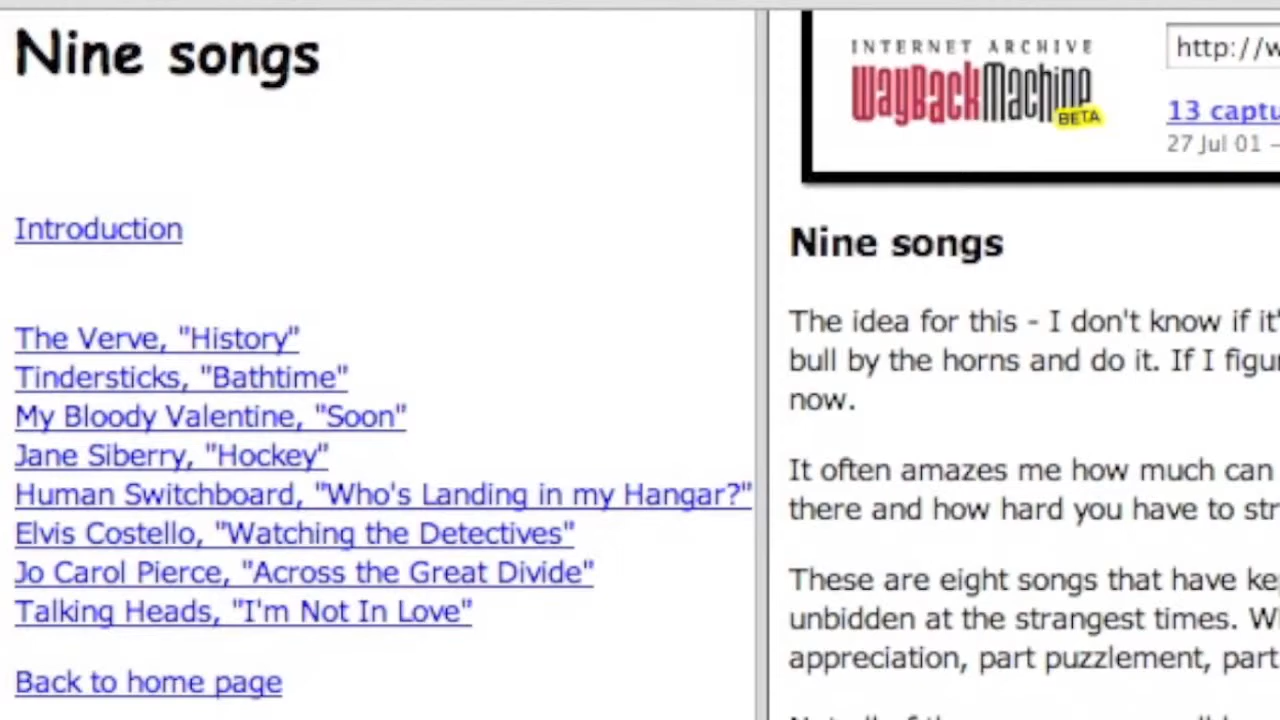 Nine songs
Introduction
The Verve, "History"
Tindersticks, "Bathtime"
My Bloody Valentine, "Soon"
Jane Siberry, "Hockey"
Human Switchboard, "Who's Landing in my Hangar?"
Elvis Costello, "Watching the Detectives"
Jo Carol Pierce, "Across the Great Divide"
Talking Heads, "I'm Not In Love"
Back to home page
INTERNET ARCHIVE
WayBackMachine
BETA
http://w
13 captu
27 Jul 01 –
Nine songs
The idea for this - I don't know if it'
bull by the horns and do it. If I figu
now.
It often amazes me how much can
there and how hard you have to str
These are eight songs that have ke
unbidden at the strangest times. W
appreciation, part puzzlement, part